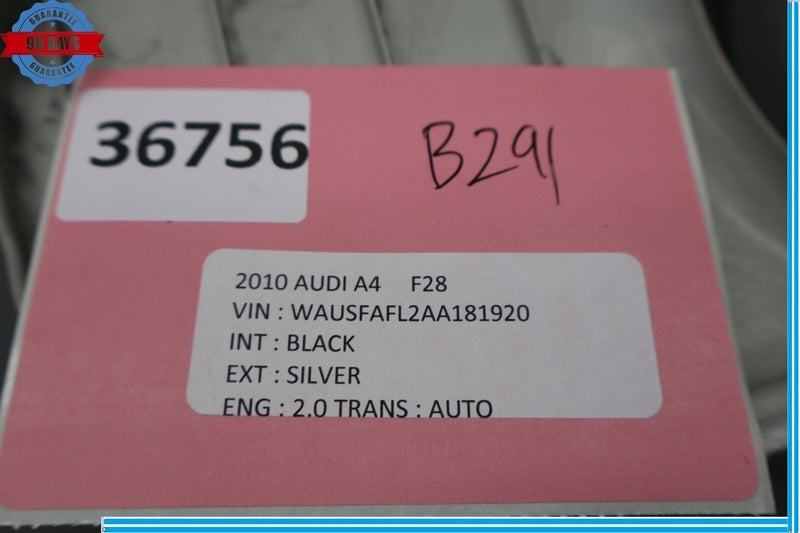 GUARANTEE
90 DAYS
GUARANTEE
36756
B291
2010 AUDI A4 F28
VIN : WAUSFAFL2AA181920
INT : BLACK
EXT : SILVER
ENG : 2.0 TRANS : AUTO